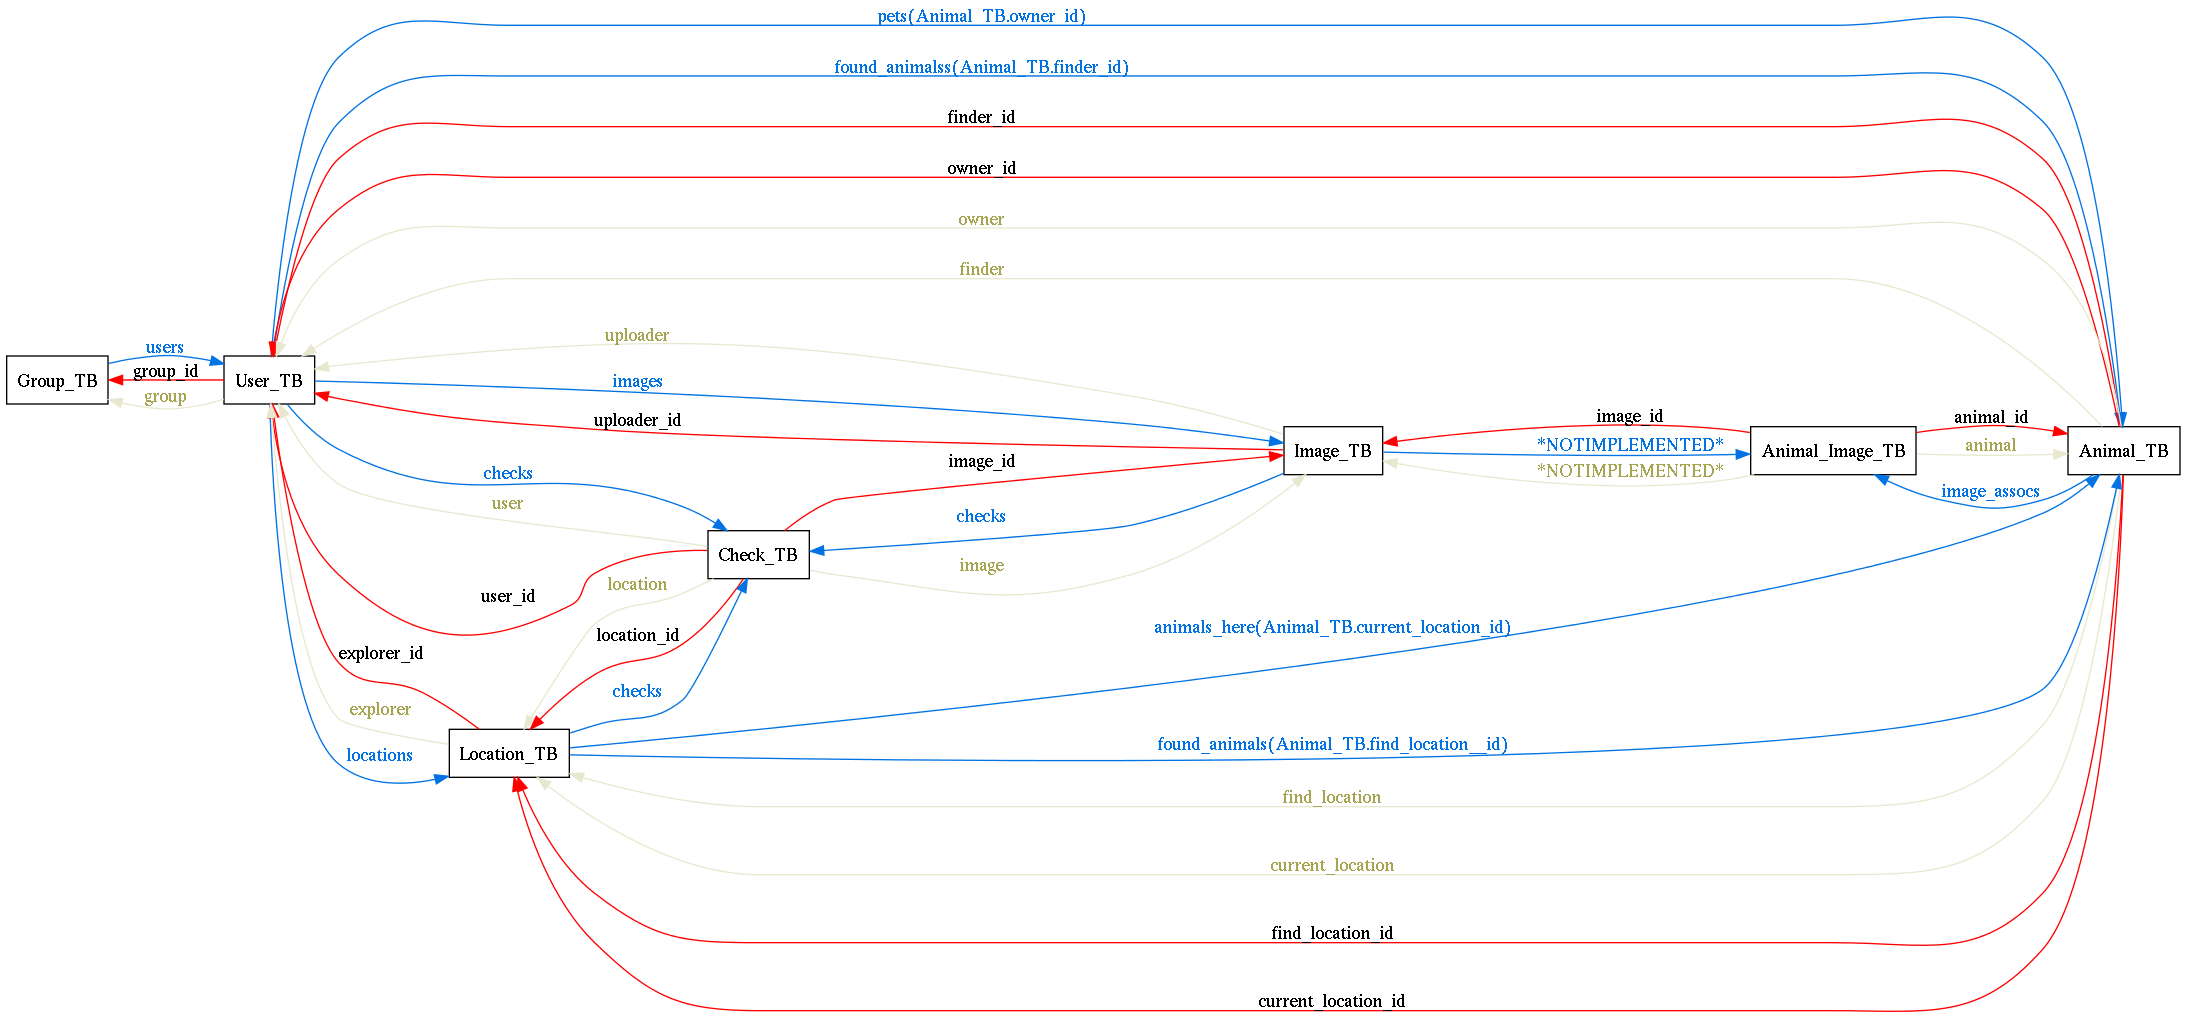 pets(Animal_TB.owner_id)
found_animalss(Animal_TB.finder_id)
finder_id
owner_id
owner
finder
uploader
users
group_id
group
Group_TB
User_TB
images
uploader_id
image_id
*NOTIMPLEMENTED*
*NOTIMPLEMENTED*
animal_id
animal
Image_TB
Animal_Image_TB
Animal_TB
image_assocs
checks
user
image_id
checks
Check_TB
image
user_id
location
location_id
explorer_id
checks
animals_here(Animal_TB.current_location_id)
explorer
locations
Location_TB
found_animals(Animal_TB.find_location__id)
find_location
current_location
find_location_id
current_location_id